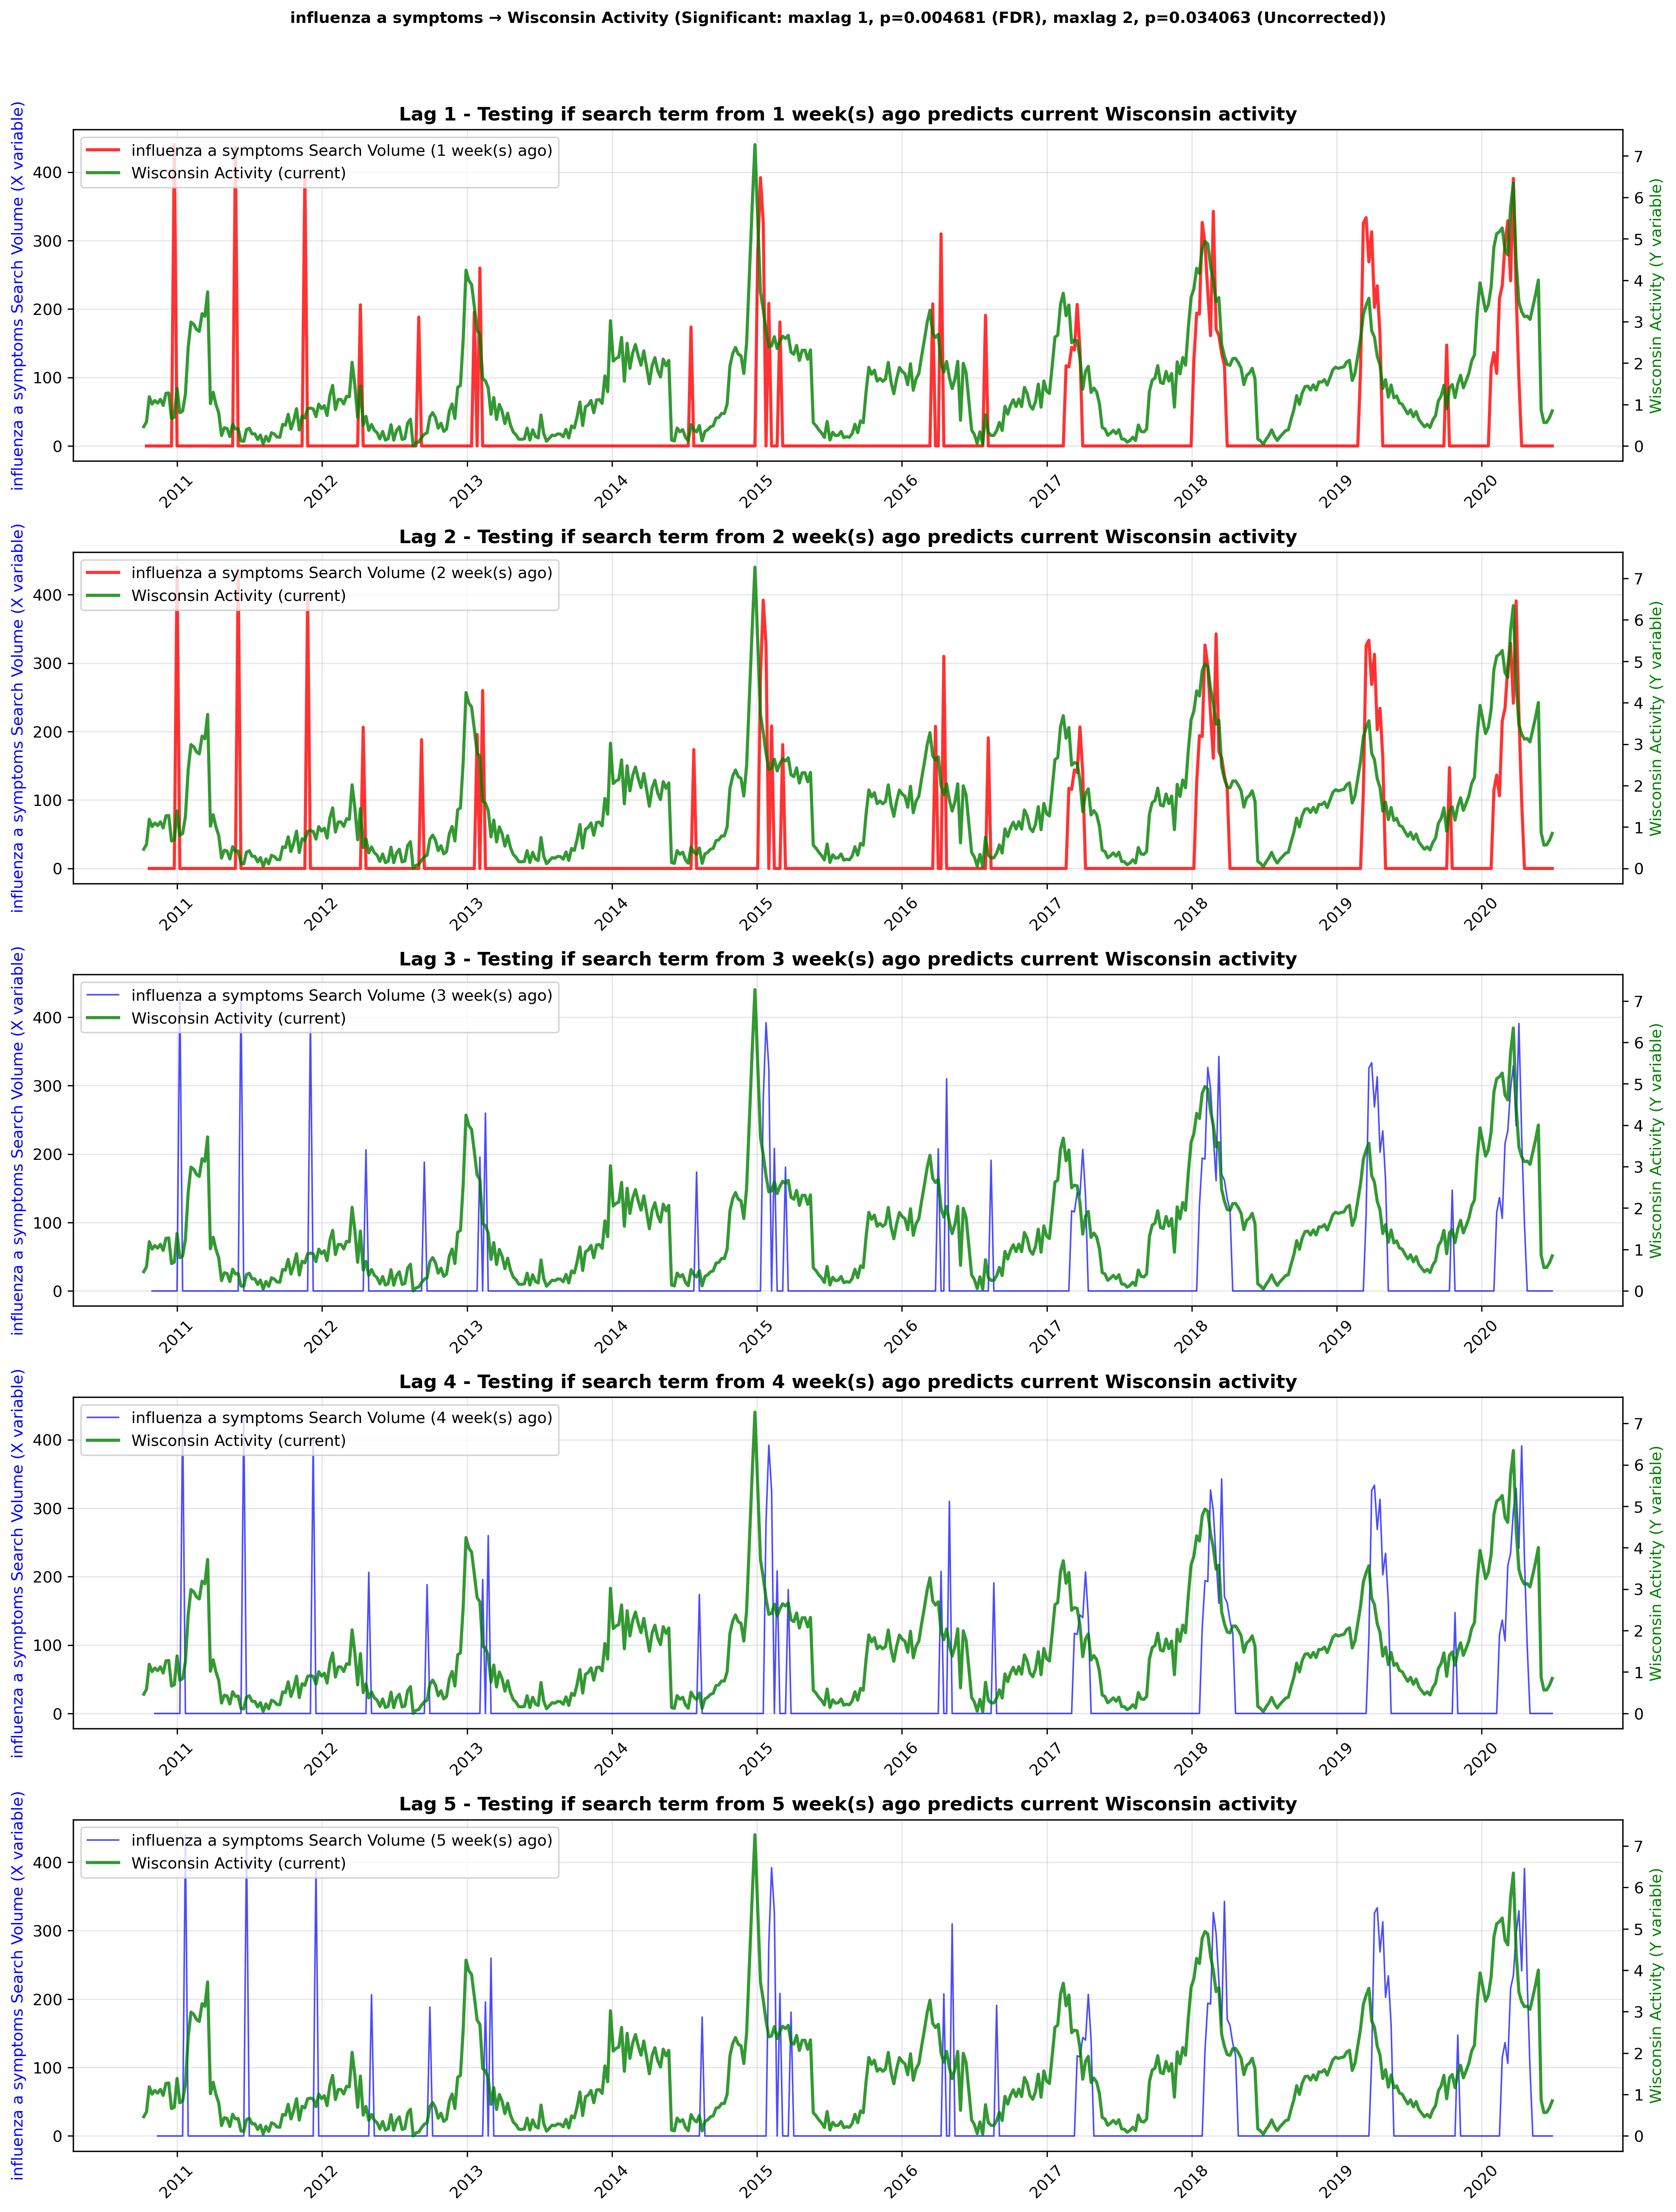 influenza a symptoms → Wisconsin Activity (Significant: maxlag 1, p=0.004681 (FDR), maxlag 2, p=0.034063 (Uncorrected))
Lag 1 - Testing if search term from 1 week(s) ago predicts current Wisconsin activity
influenza a symptoms Search Volume (X variable)
influenza a symptoms Search Volume (1 week(s) ago)
Wisconsin Activity (current)
400
300
200
100
0
7
6
5
4
3
2
1
0
Wisconsin Activity (Y variable)
2011 2012 2013 2014 2015 2016 2017 2018 2019 2020
Lag 2 - Testing if search term from 2 week(s) ago predicts current Wisconsin activity
influenza a symptoms Search Volume (X variable)
influenza a symptoms Search Volume (2 week(s) ago)
Wisconsin Activity (current)
400
300
200
100
0
7
6
5
4
3
2
1
0
Wisconsin Activity (Y variable)
2011 2012 2013 2014 2015 2016 2017 2018 2019 2020
Lag 3 - Testing if search term from 3 week(s) ago predicts current Wisconsin activity
influenza a symptoms Search Volume (X variable)
influenza a symptoms Search Volume (3 week(s) ago)
Wisconsin Activity (current)
400
300
200
100
0
7
6
5
4
3
2
1
0
Wisconsin Activity (Y variable)
2011 2012 2013 2014 2015 2016 2017 2018 2019 2020
Lag 4 - Testing if search term from 4 week(s) ago predicts current Wisconsin activity
influenza a symptoms Search Volume (X variable)
influenza a symptoms Search Volume (4 week(s) ago)
Wisconsin Activity (current)
400
300
200
100
0
7
6
5
4
3
2
1
0
Wisconsin Activity (Y variable)
2011 2012 2013 2014 2015 2016 2017 2018 2019 2020
Lag 5 - Testing if search term from 5 week(s) ago predicts current Wisconsin activity
influenza a symptoms Search Volume (X variable)
influenza a symptoms Search Volume (5 week(s) ago)
Wisconsin Activity (current)
400
300
200
100
0
7
6
5
4
3
2
1
0
Wisconsin Activity (Y variable)
2011 2012 2013 2014 2015 2016 2017 2018 2019 2020